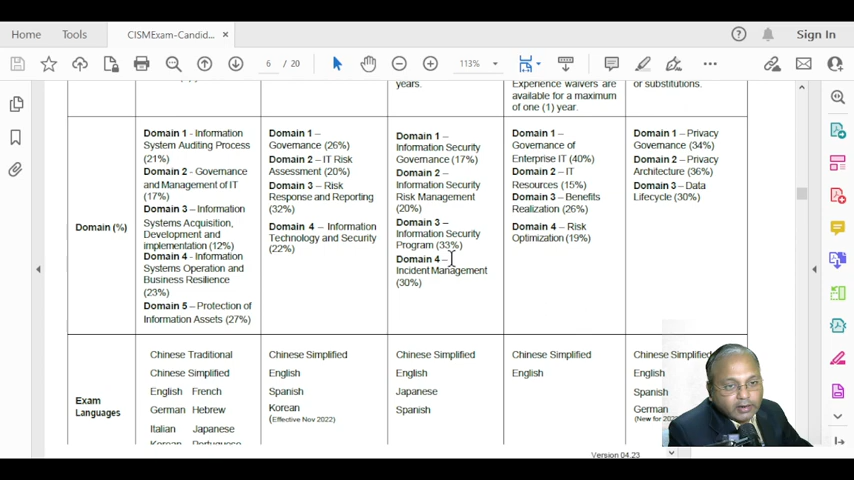 Home Tools CISMExam-Candid... × Sign In
6 / 20 113%
years.
Experience waivers are
available for a maximum
of one (1) year.
or substitutions.
Domain (%)
Domain 1 - Information
System Auditing Process
(21%)
Domain 2 - Governance
and Management of IT
(17%)
Domain 3 – Information
Systems Acquisition,
Development and
implementation (12%)
Domain 4 - Information
Systems Operation and
Business Resilience
(23%)
Domain 5 – Protection of
Information Assets (27%)
Domain 1 –
Governance (26%)
Domain 2 – IT Risk
Assessment (20%)
Domain 3 – Risk
Response and Reporting
(32%)
Domain 4 – Information
Technology and Security
(22%)
Domain 1 –
Information Security
Governance (17%)
Domain 2 –
Information Security
Risk Management
(20%)
Domain 3 –
Information Security
Program (33%)
Domain 4 –
Incident Management
(30%)
Domain 1 –
Governance of
Enterprise IT (40%)
Domain 2 – IT
Resources (15%)
Domain 3 – Benefits
Realization (26%)
Domain 4 – Risk
Optimization (19%)
Domain 1 – Privacy
Governance (34%)
Domain 2 – Privacy
Architecture (36%)
Domain 3 – Data
Lifecycle (30%)
Exam
Languages
Chinese Traditional
Chinese Simplified
English French
German Hebrew
Italian Japanese
Korean Portuguese
Chinese Simplified
English
Spanish
Korean
(Effective Nov 2022)
Chinese Simplified
English
Japanese
Spanish
Chinese Simplified
English
Chinese Simplified
English
Spanish
German
(New for
Version 04.23